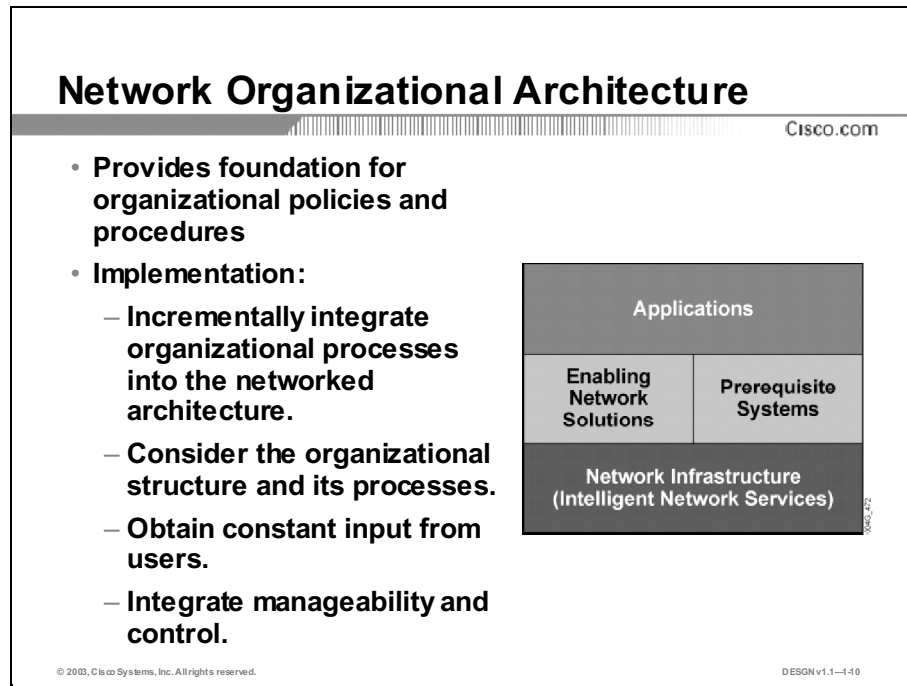 Network Organizational Architecture
Cisco.com
• Provides foundation for
organizational policies and
procedures
• Implementation:
– Incrementally integrate
organizational processes
into the networked
architecture.
– Consider the organizational
structure and its processes.
– Obtain constant input from
users.
– Integrate manageability and
control.
Applications
Enabling
Network
Solutions
Prerequisite
Systems
Network Infrastructure
(Intelligent Network Services)
© 2003, Cisco Systems, Inc. All rights reserved.
DESGN v1.1—1-10